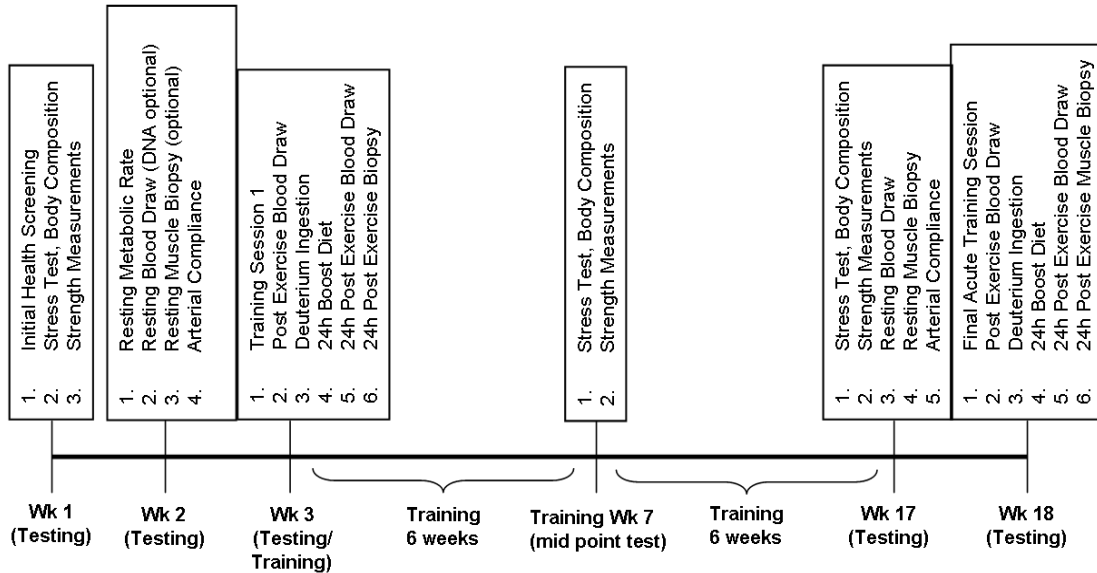 1. Initial Health Screening
2. Stress Test, Body Composition
3. Strength Measurements
1. Resting Metabolic Rate
2. Resting Blood Draw (DNA optional)
3. Resting Muscle Biopsy (optional)
4. Arterial Compliance
1. Training Session 1
2. Post Exercise Blood Draw
3. Deuterium Ingestion
4. 24h Boost Diet
5. 24h Post Exercise Blood Draw
6. 24h Post Exercise Biopsy
1. Stress Test, Body Composition
2. Strength Measurements
1. Stress Test, Body Composition
2. Strength Measurements
3. Resting Blood Draw
4. Resting Muscle Biopsy
5. Arterial Compliance
1. Final Acute Training Session
2. Post Exercise Blood Draw
3. Deuterium Ingestion
4. 24h Boost Diet
5. 24h Post Exercise Blood Draw
6. 24h Post Exercise Muscle Biopsy
Wk 1
(Testing)
Wk 2
(Testing)
Wk 3
(Testing/
Training)
Training
6 weeks
Training Wk 7
(mid point test)
Training
6 weeks
Wk 17
(Testing)
Wk 18
(Testing)